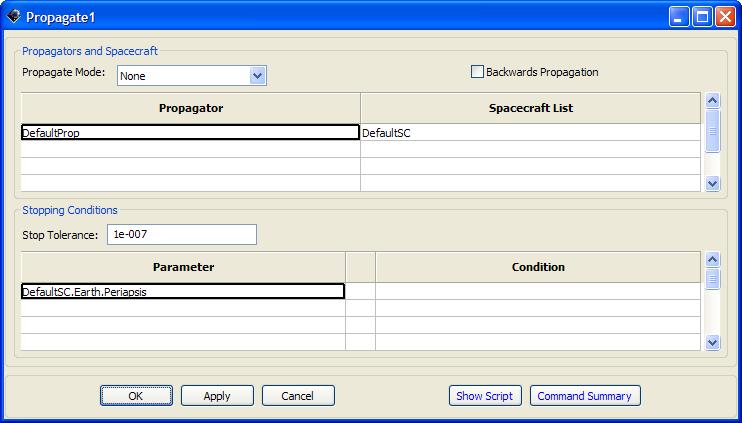 Propagate1
Propagators and Spacecraft
Propagate Mode: None Backwards Propagation
Propagator Spacecraft List
DefaultProp DefaultSC
Stopping Conditions
Stop Tolerance: 1e-007
Parameter Condition
DefaultSC.Earth.Periapsis
OK Apply Cancel Show Script Command Summary